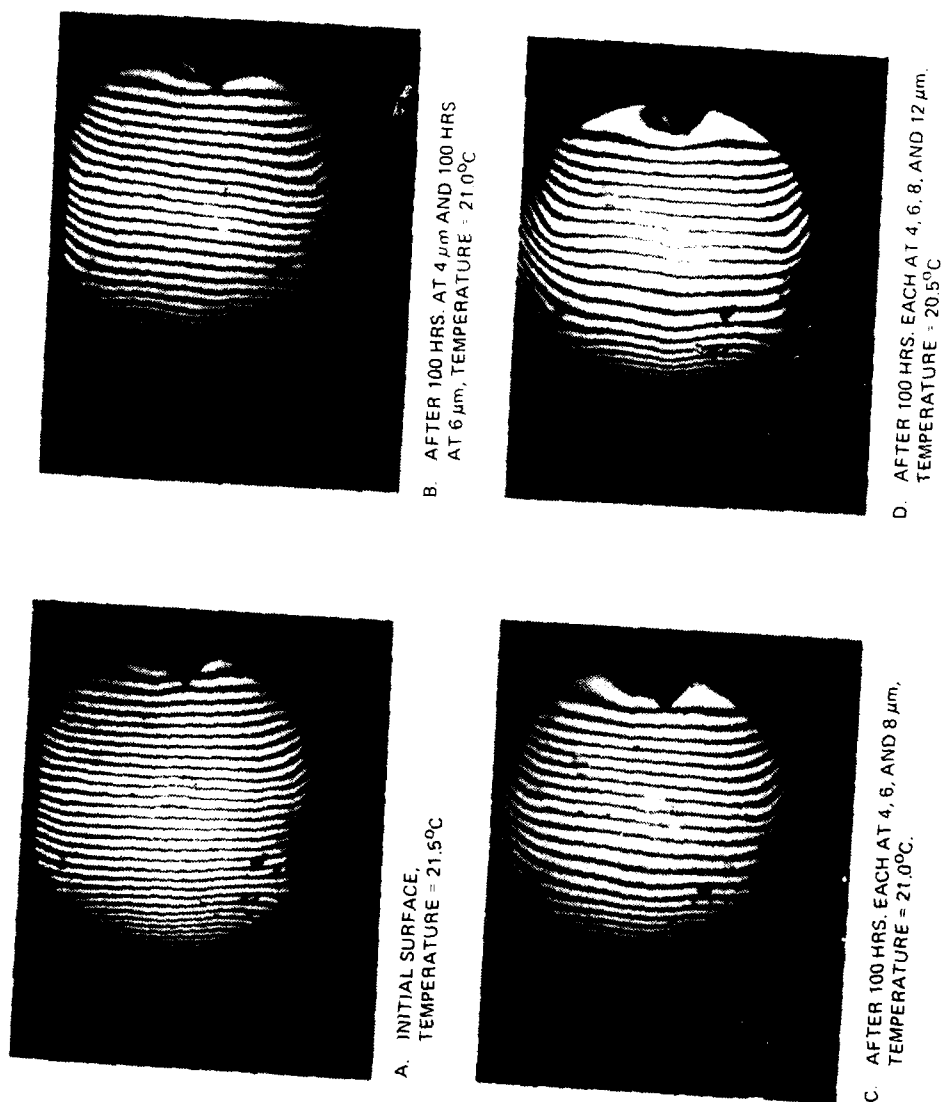 A. INITIAL SURFACE,
TEMPERATURE = 21.5°C
B. AFTER 100 HRS. AT 4 μm AND 100 HRS
AT 6 μm, TEMPERATURE = 21.0°C
C. AFTER 100 HRS. EACH AT 4, 6, AND 8 μm,
TEMPERATURE = 21.0°C.
D. AFTER 100 HRS. EACH AT 4, 6, 8, AND 12 μm.
TEMPERATURE = 20.5°C